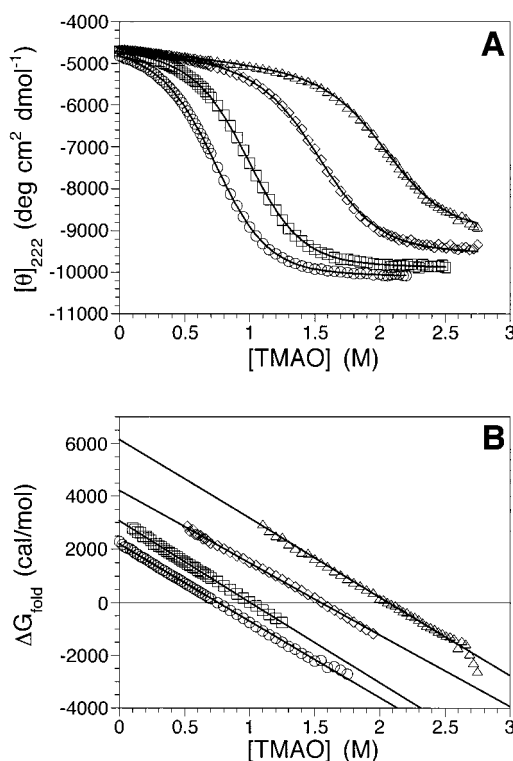 A
-4000
-5000
-6000
-7000
-8000
-9000
-10000
-11000
[θ]222 (deg cm² dmol⁻¹)
0 0.5 1 1.5 2 2.5 3
[TMAO] (M)
B
6000
4000
2000
0
-2000
-4000
ΔGfold (cal/mol)
0 0.5 1 1.5 2 2.5 3
[TMAO] (M)